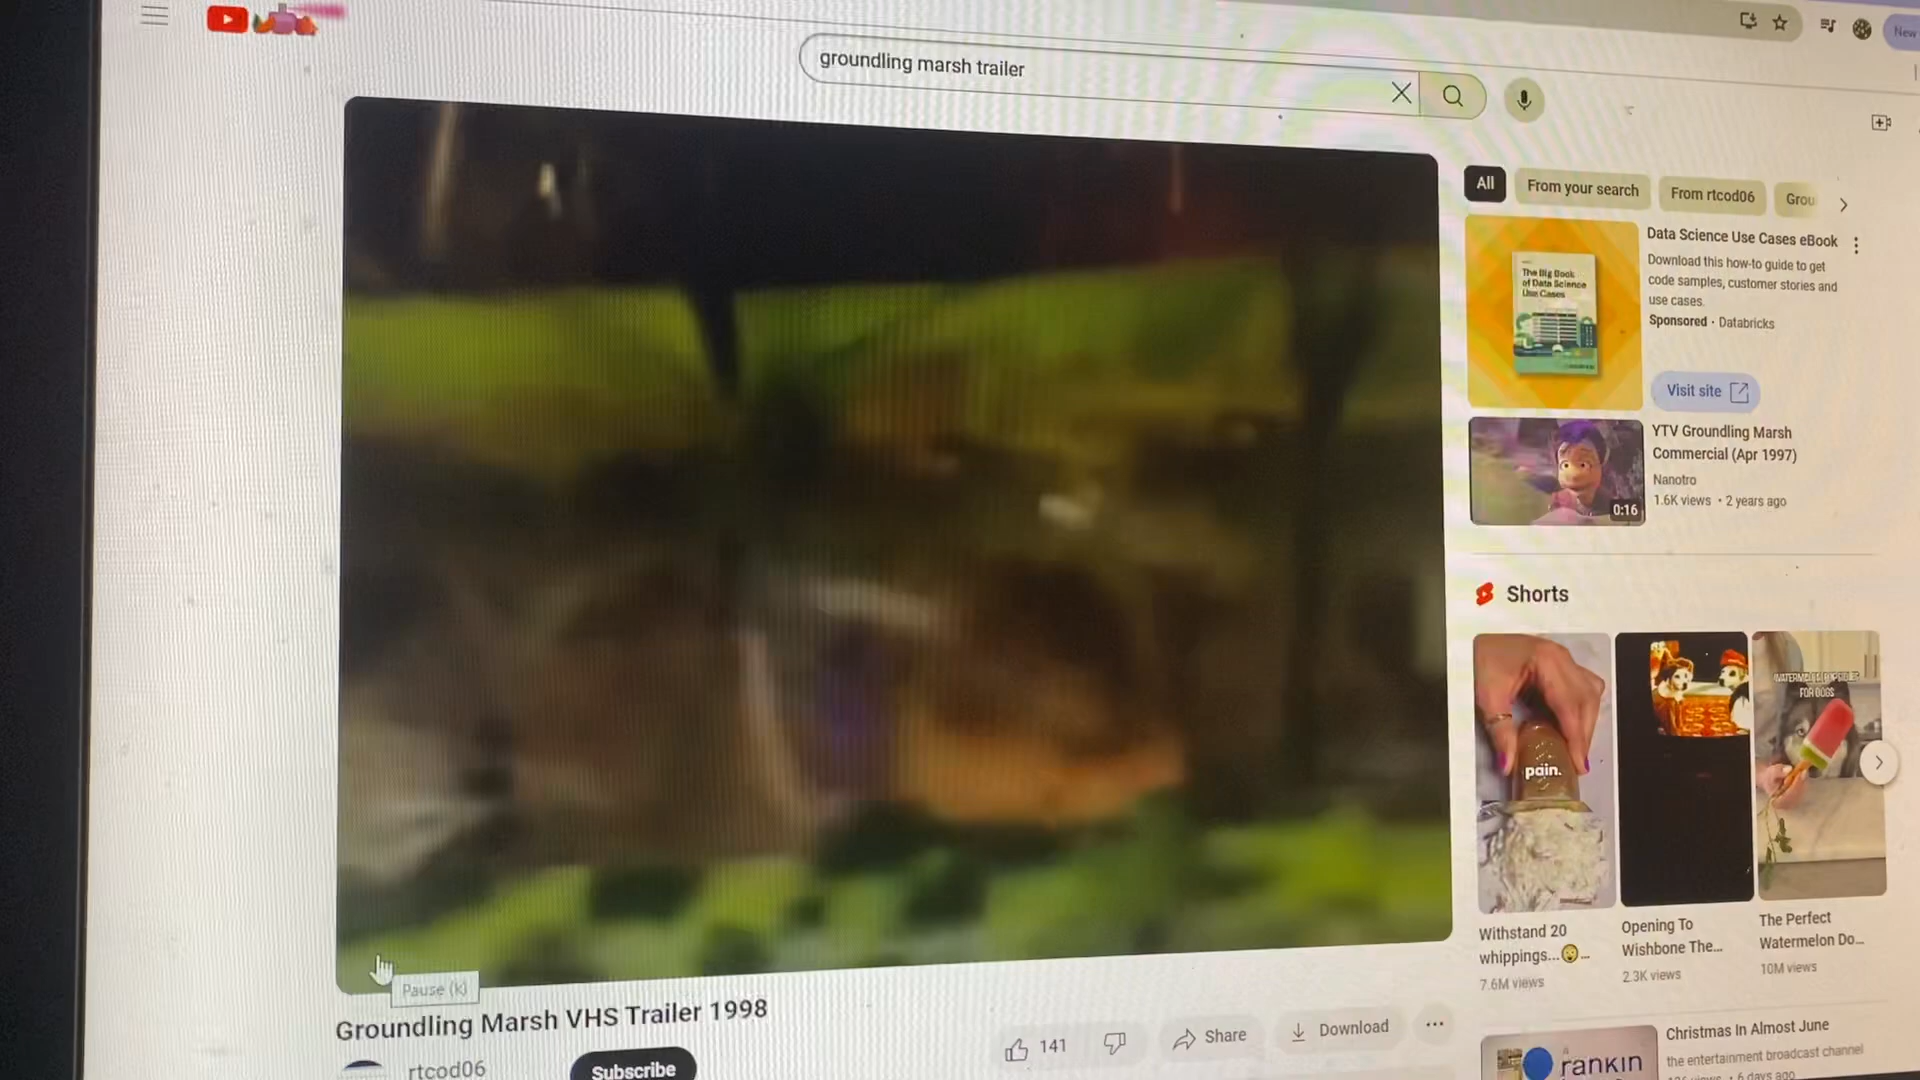 New
groundling marsh trailer
All
From your search
From rtcod06
Grou
The Big Book
of Data Science
Use Cases
Data Science Use Cases eBook
Download this how-to guide to get
code samples, customer stories and
use cases.
Sponsored · Databricks
Visit site
YTV Groundling Marsh
Commercial (Apr 1997)
Nanotro
1.6K views • 2 years ago
0:16
Shorts
pain.
FOR DOGS
Withstand 20
whippings...😮...
7.6M views
Opening To
Wishbone The...
2.3K views
The Perfect
Watermelon Do...
10M views
Pause (k)
Groundling Marsh VHS Trailer 1998
rtcod06
Subscribe
141
Share
Download
rankin
Christmas In Almost June
the entertainment broadcast channel
views • 6 days ago